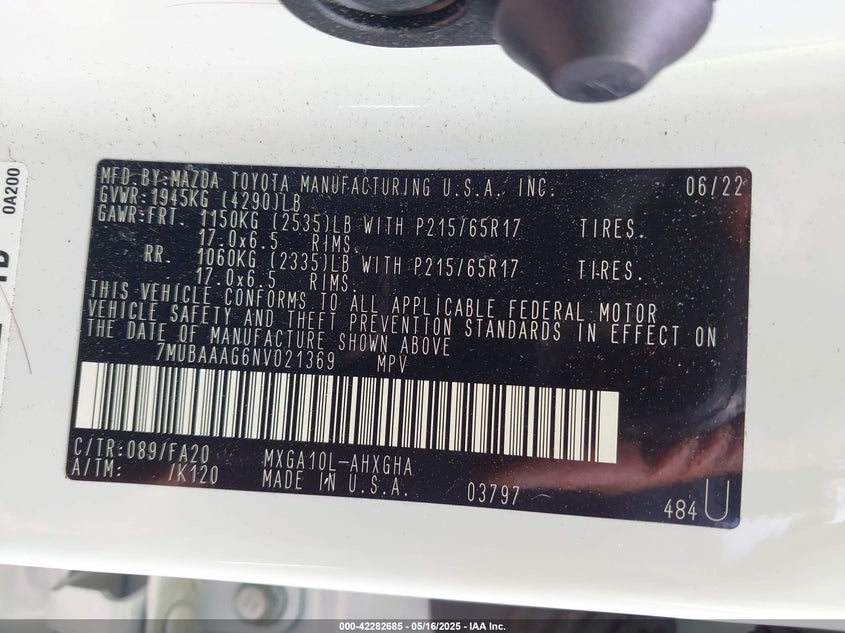 MFD BY:MAZDA TOYOTA MANUFACTURING U.S.A. INC. 06/22
GVWR:1945KG (4290)LB
GAWR:FRT. 1150KG (2535)LB WITH P215/65R17 TIRES.
17.0x6.5 RIMS.
RR. 1060KG (2335)LB WITH P215/65R17 TIRES.
17.0x6.5 RIMS.
THIS VEHICLE CONFORMS TO ALL APPLICABLE FEDERAL MOTOR
VEHICLE SAFETY AND THEFT PREVENTION STANDARDS IN EFFECT ON
THE DATE OF MANUFACTURE SHOWN ABOVE
7MUBAAAG6NV021369 MPV
C/TR:089/FA20 MXGA10L-AHXGHA
A/TM: /K120 MADE IN U.S.A. 03797 484 U
0A200
000-42282685 - 05/16/2025 - IAA Inc.